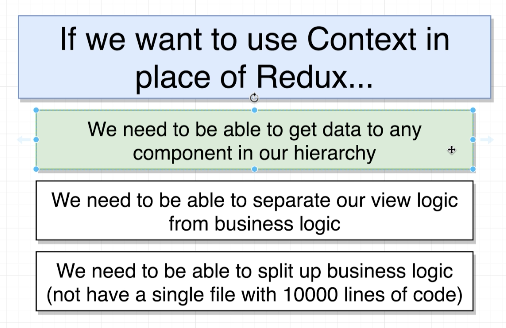 If we want to use Context in
place of Redux...
We need to be able to get data to any
component in our hierarchy
We need to be able to separate our view logic
from business logic
We need to be able to split up business logic
(not have a single file with 10000 lines of code)